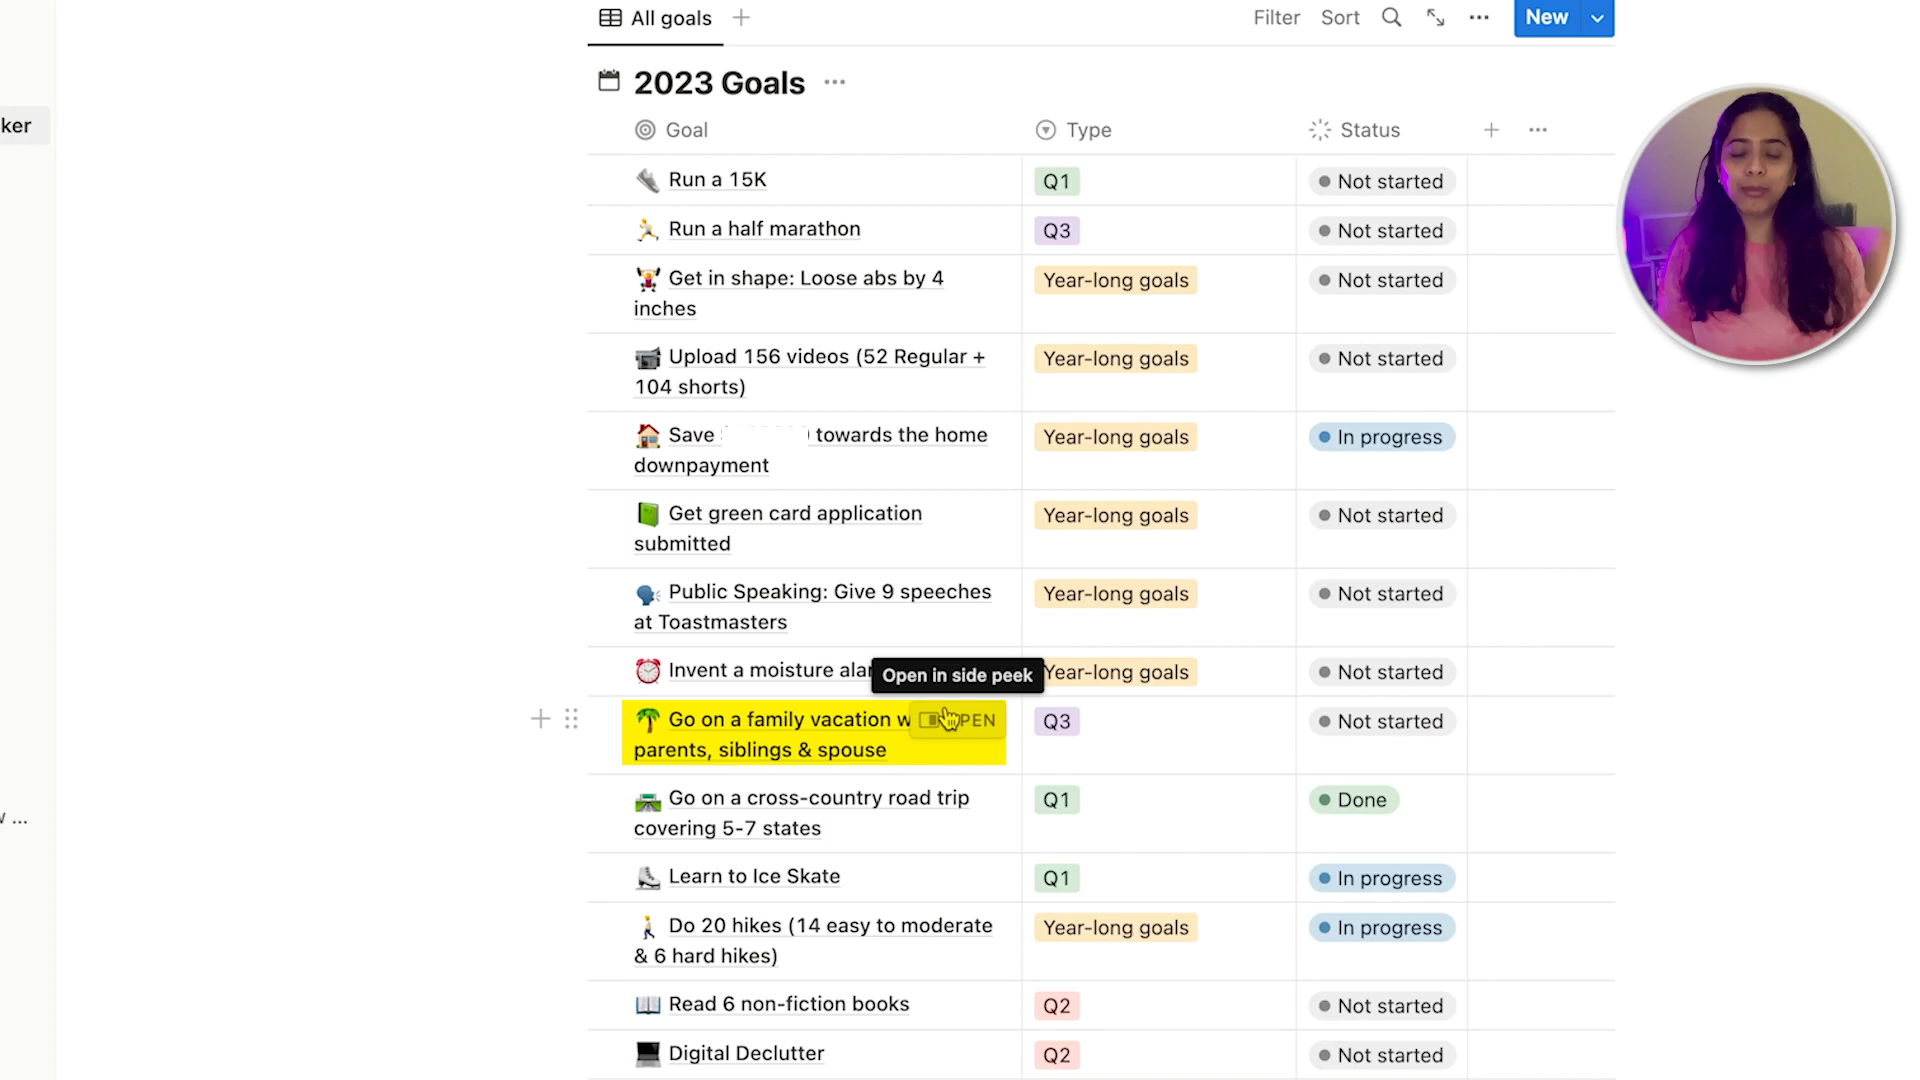 All goals
Filter Sort
New
ker
2023 Goals
Goal Type Status
Run a 15K Q1 Not started
Run a half marathon Q3 Not started
Get in shape: Loose abs by 4 Year-long goals Not started
inches
Upload 156 videos (52 Regular + Year-long goals Not started
104 shorts)
Save towards the home Year-long goals In progress
downpayment
Get green card application Year-long goals Not started
submitted
Public Speaking: Give 9 speeches Year-long goals Not started
at Toastmasters
Invent a moisture Year-long goals Not started
Open in side peek
Go on a family vacation Q3 Not started
parents, siblings & spouse
Go on a cross-country road trip Q1 Done
covering 5-7 states
Learn to Ice Skate Q1 In progress
Do 20 hikes (14 easy to moderate Year-long goals In progress
& 6 hard hikes)
Read 6 non-fiction books Q2 Not started
Digital Declutter Q2 Not started